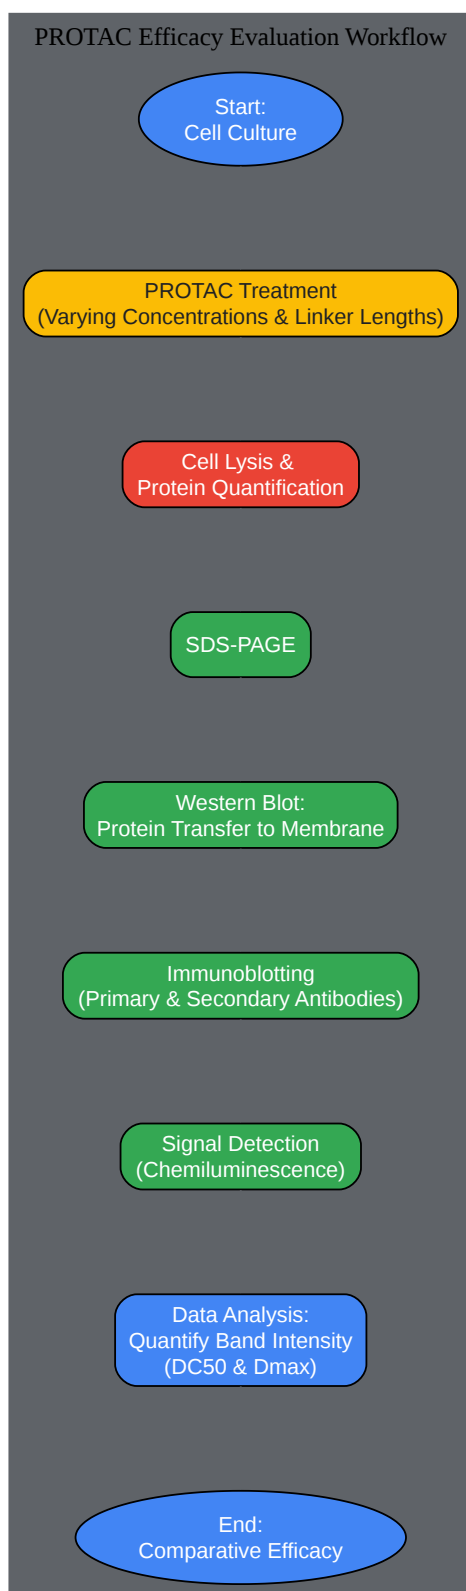 PROTAC Efficacy Evaluation Workflow
Start:
Cell Culture
PROTAC Treatment
(Varying Concentrations & Linker Lengths)
Cell Lysis &
Protein Quantification
SDS-PAGE
Western Blot:
Protein Transfer to Membrane
Immunoblotting
(Primary & Secondary Antibodies)
Signal Detection
(Chemiluminescence)
Data Analysis:
Quantify Band Intensity
(DC50 & Dmax)
End:
Comparative Efficacy